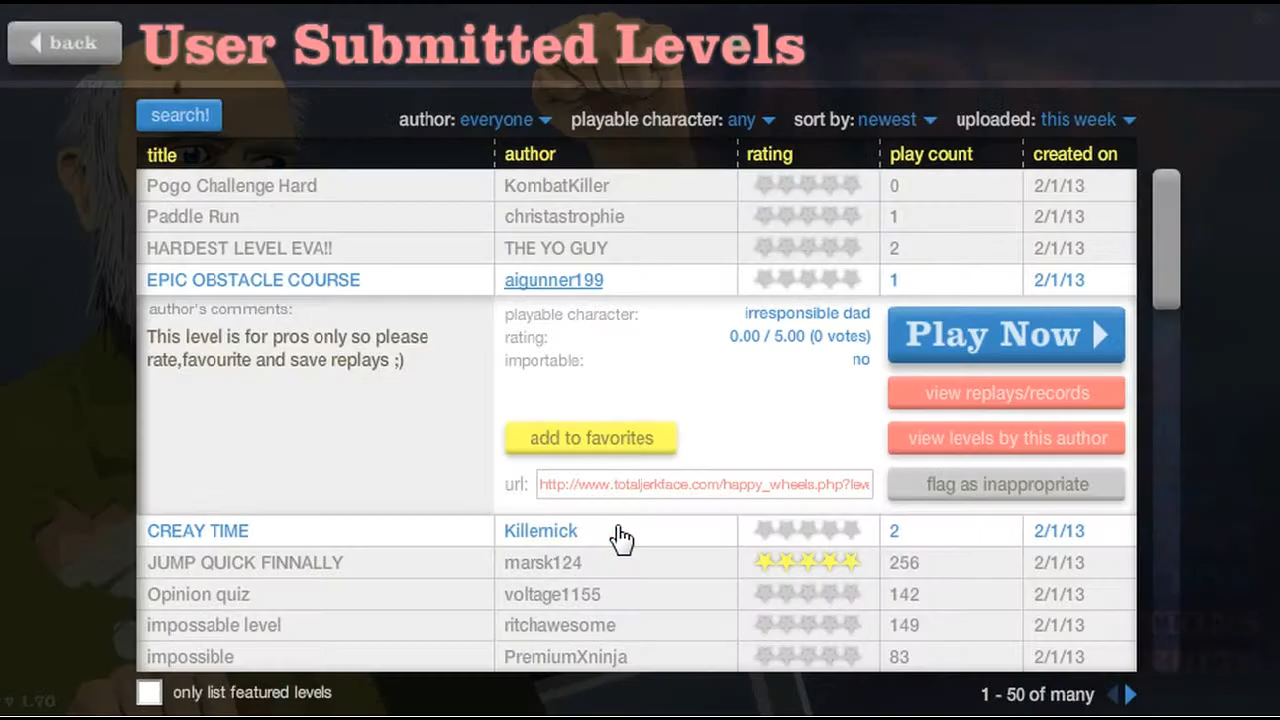 back
User Submitted Levels
search!
author: everyone playable character: any sort by: newest uploaded: this week
title author rating play count created on
Pogo Challenge Hard KombatKiller 0 2/1/13
Paddle Run christastrophie 1 2/1/13
HARDEST LEVEL EVA!! THE YO GUY 2 2/1/13
EPIC OBSTACLE COURSE aigunner199 1 2/1/13
author's comments:
This level is for pros only so please
rate,favourite and save replays ;)
playable character: irresponsible dad
rating: 0.00 / 5.00 (0 votes)
importable: no
add to favorites
url: http://www.totaljerkface.com/happy_wheels.php?leve
Play Now
view replays/records
view levels by this author
flag as inappropriate
CREAY TIME Killemick 2 2/1/13
JUMP QUICK FINNALLY marsk124 256 2/1/13
Opinion quiz voltage1155 142 2/1/13
impossable level ritchawesome 149 2/1/13
impossible PremiumXninja 83 2/1/13
only list featured levels 1 - 50 of many
v 1.70